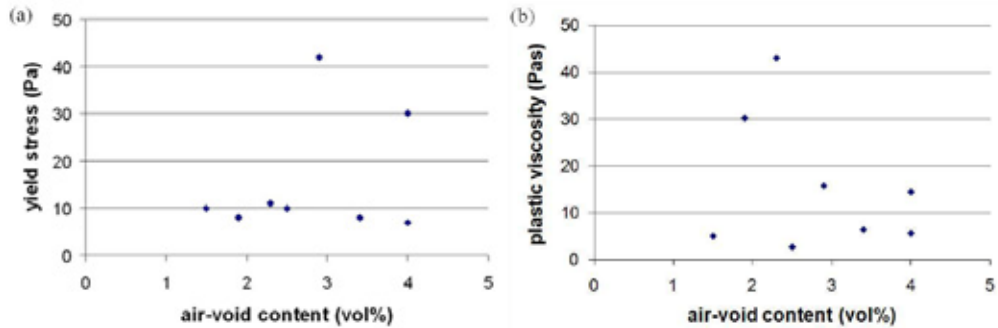 (a)
50
40
30
20
10
0
yield stress (Pa)
0 1 2 3 4 5
air-void content (vol%)
(b)
50
40
30
20
10
0
plastic viscosity (Pas)
0 1 2 3 4 5
air-void content (vol%)